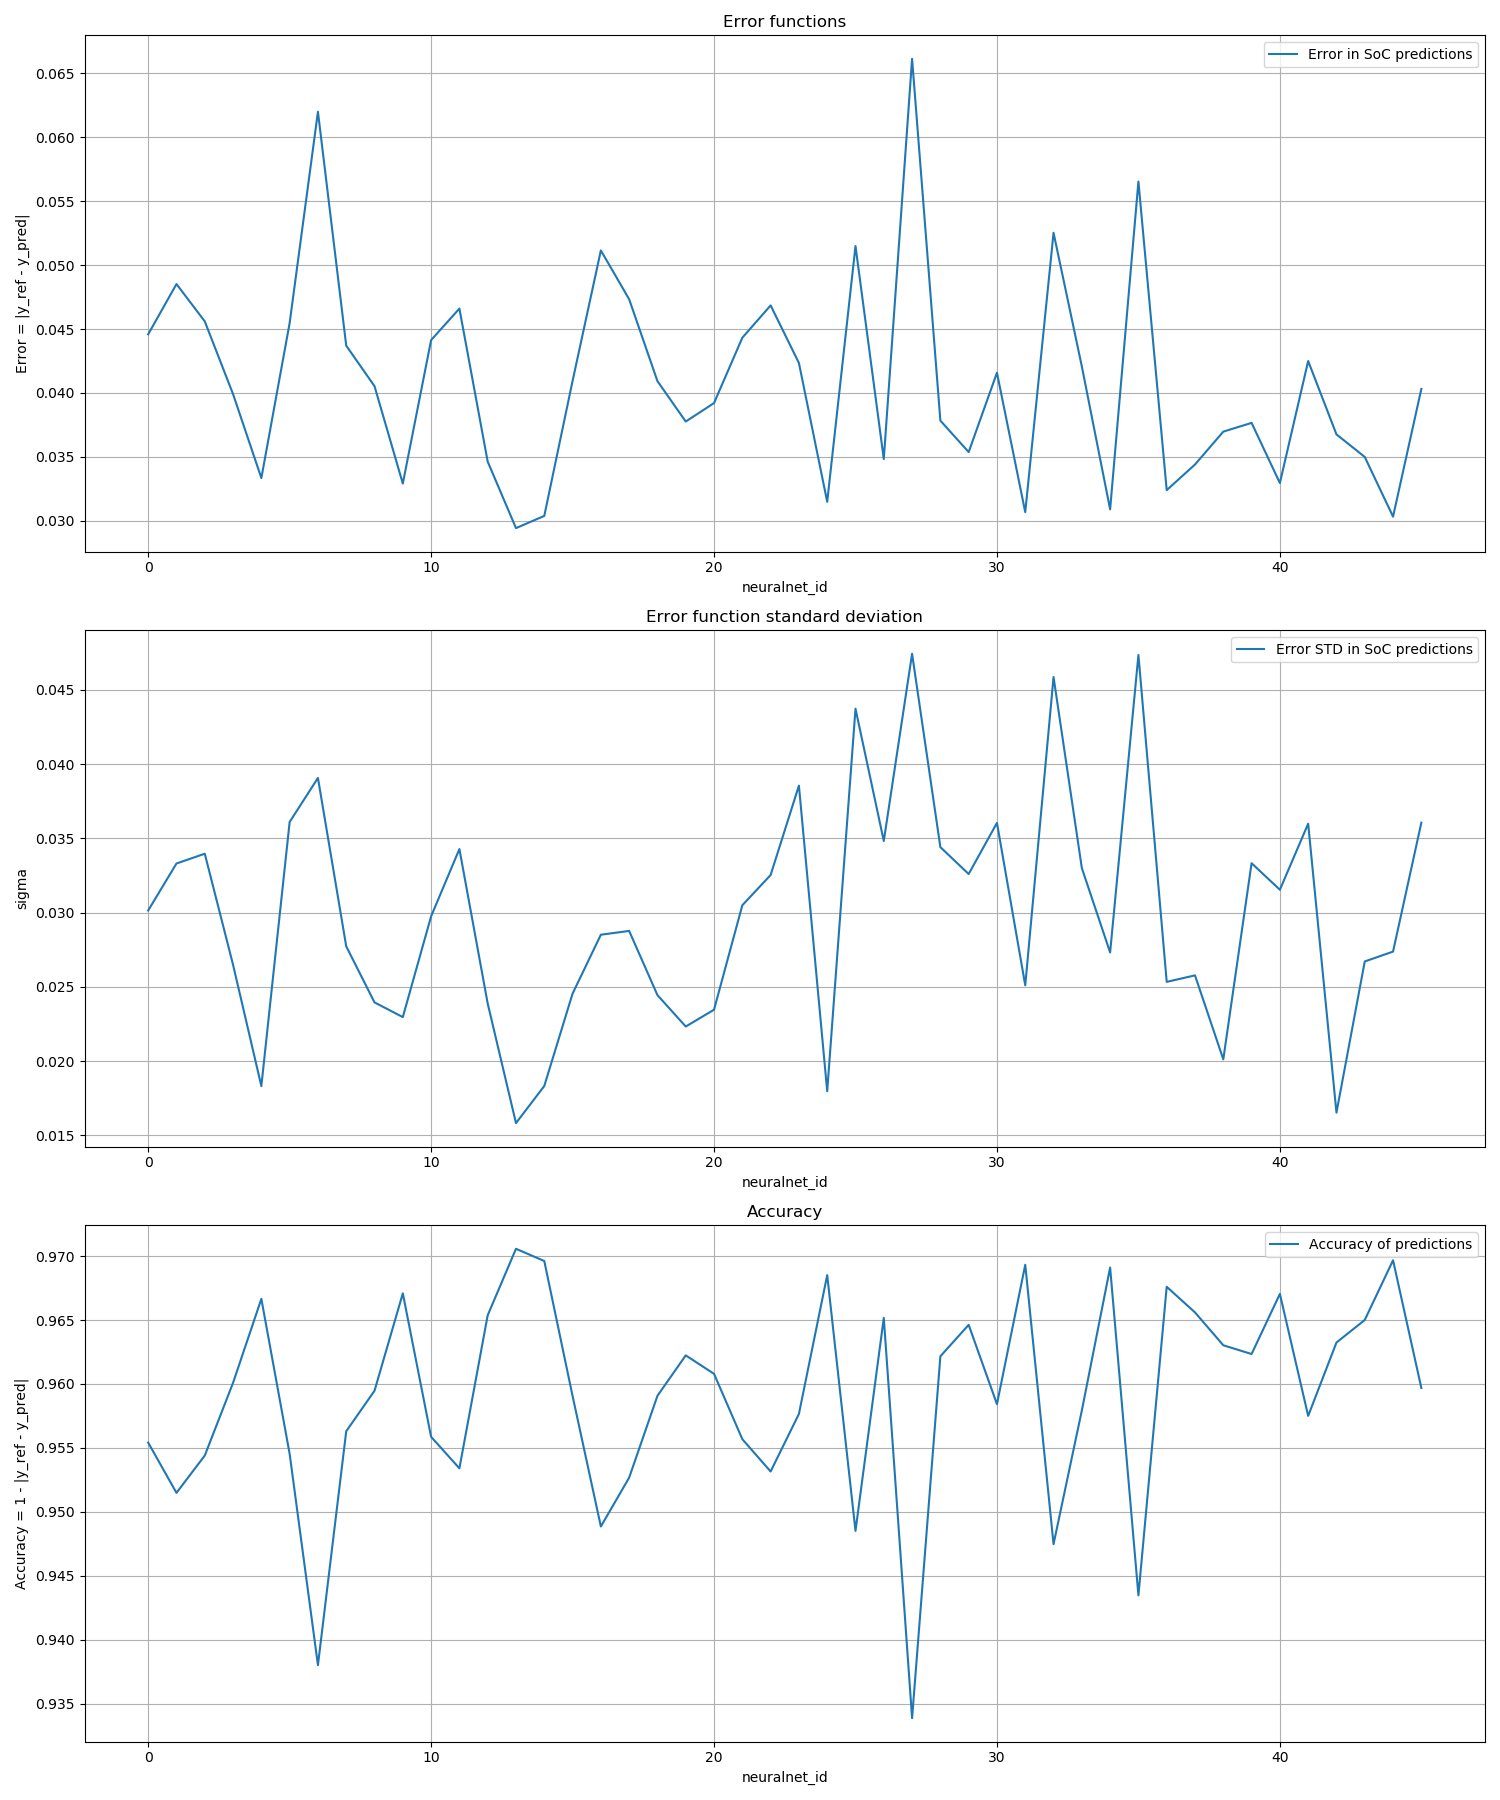 Error functions
Error in SoC predictions
0.065
0.060
0.055
0.050
0.045
0.040
0.035
0.030
Error = |y_ref - y_pred|
0 10 20 30 40
neuralnet_id
Error function standard deviation
Error STD in SoC predictions
0.045
0.040
0.035
0.030
0.025
0.020
0.015
sigma
0 10 20 30 40
neuralnet_id
Accuracy
Accuracy of predictions
0.970
0.965
0.960
0.955
0.950
0.945
0.940
0.935
Accuracy = 1 - |y_ref - y_pred|
0 10 20 30 40
neuralnet_id